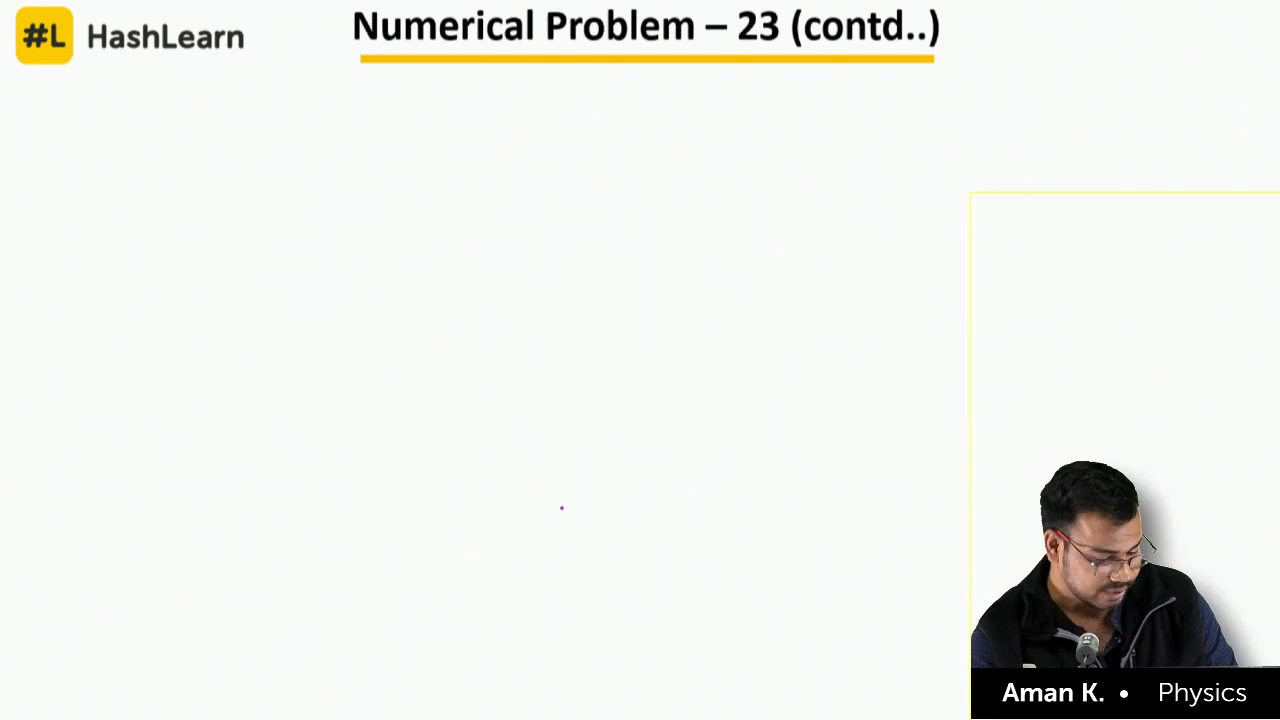 #L HashLearn
Numerical Problem – 23 (contd..)
Aman K. • Physics